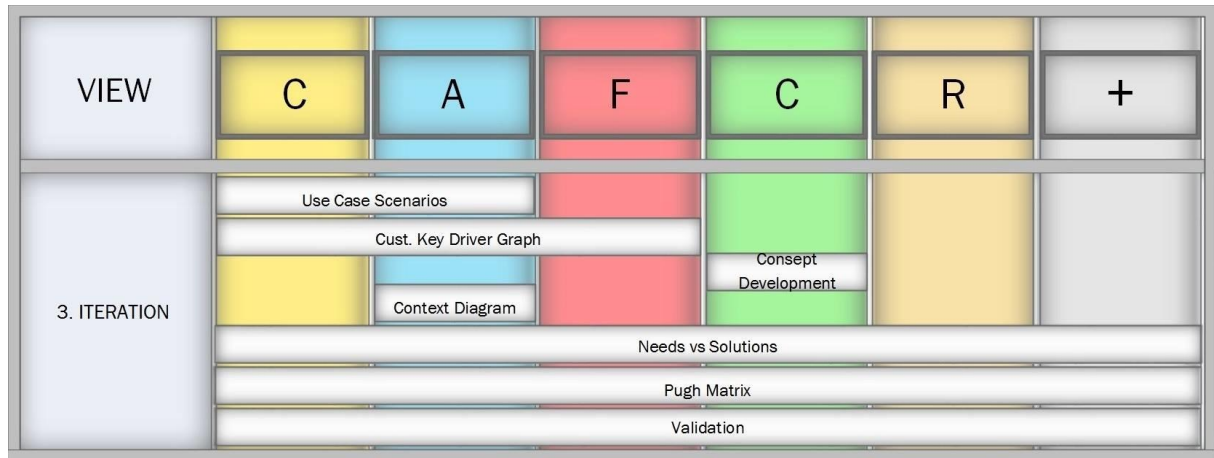 VIEW
C
A
F
C
R
+
3. ITERATION
Use Case Scenarios
Cust. Key Driver Graph
Consept
Development
Context Diagram
Needs vs Solutions
Pugh Matrix
Validation